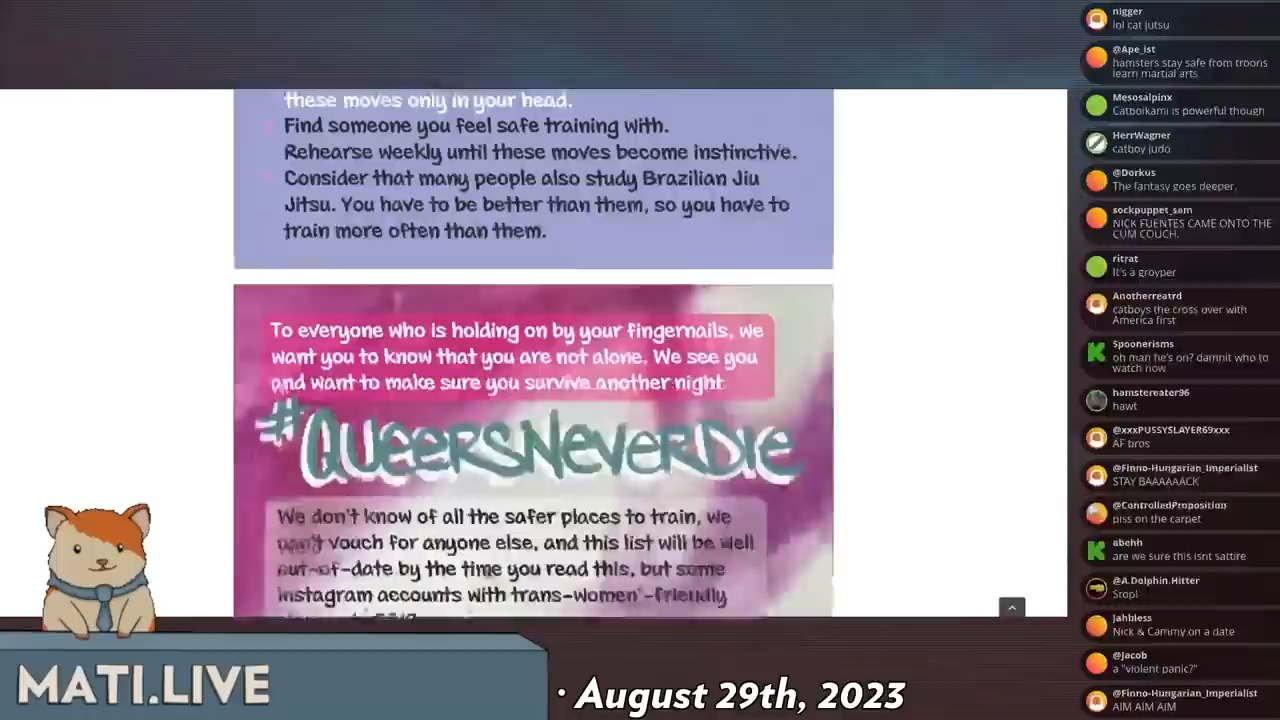 these moves only in your head.
Find someone you feel safe training with.
Rehearse weekly until these moves become instinctive.
Consider that many people also study Brazilian Jiu
Jitsu. You have to be better than them, so you have to
train more often than them.
To everyone who is holding on by your fingernails, we
want you to know that you are not alone. We see you
and want to make sure you survive another night
#QUEERSNEVERDIE
We don't know of all the safer places to train, we
can't vouch for anyone else, and this list will be well
out-of-date by the time you read this, but some
instagram accounts with trans-women'-friendly
MATI.LIVE
· August 29th, 2023
nigger
lol cat jutsu
@Ape_ist
hamsters stay safe from troons
learn martial arts
Mesosalpinx
Catboikami is powerful though
HerrWagner
catboy judo
@Dorkus
The fantasy goes deeper.
sockpuppet_sam
NICK FUENTES CAME ONTO THE
CUM COUCH.
ritrat
It's a groyper
Anotherreatrd
catboys the cross over with
America first
Spoonerisms
oh man he's on? damnit who to
watch now
hamstereater96
hawt
@xxxPUSSYSLAYER69xxx
AF bros
@Finno-Hungarian_Imperialist
STAY BAAAAAACK
@ControlledProposition
piss on the carpet
abehh
are we sure this isnt sattire
@A.Dolphin.Hitter
Stop!
Jahbless
Nick & Cammy on a date
@Jacob
a "violent panic?"
@Finno-Hungarian_Imperialist
AIM AIM AIM